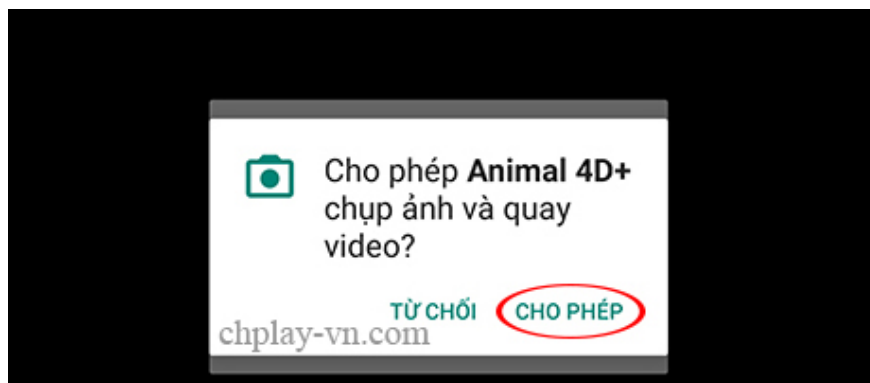 Cho phép Animal 4D+
chụp ảnh và quay
video?
TỪ CHỐI CHO PHÉP
chplay-vn.com